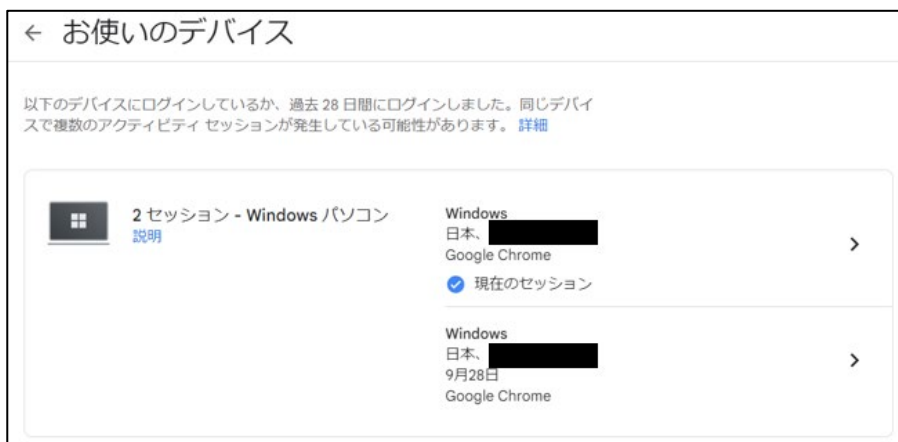 ← お使いのデバイス
以下のデバイスにログインしているか、過去 28 日間にログインしました。同じデバイ
スで複数のアクティビティ セッションが発生している可能性があります。 詳細
2 セッション - Windows パソコン
説明
Windows
日本、
Google Chrome
現在のセッション
Windows
日本、
9月28日
Google Chrome